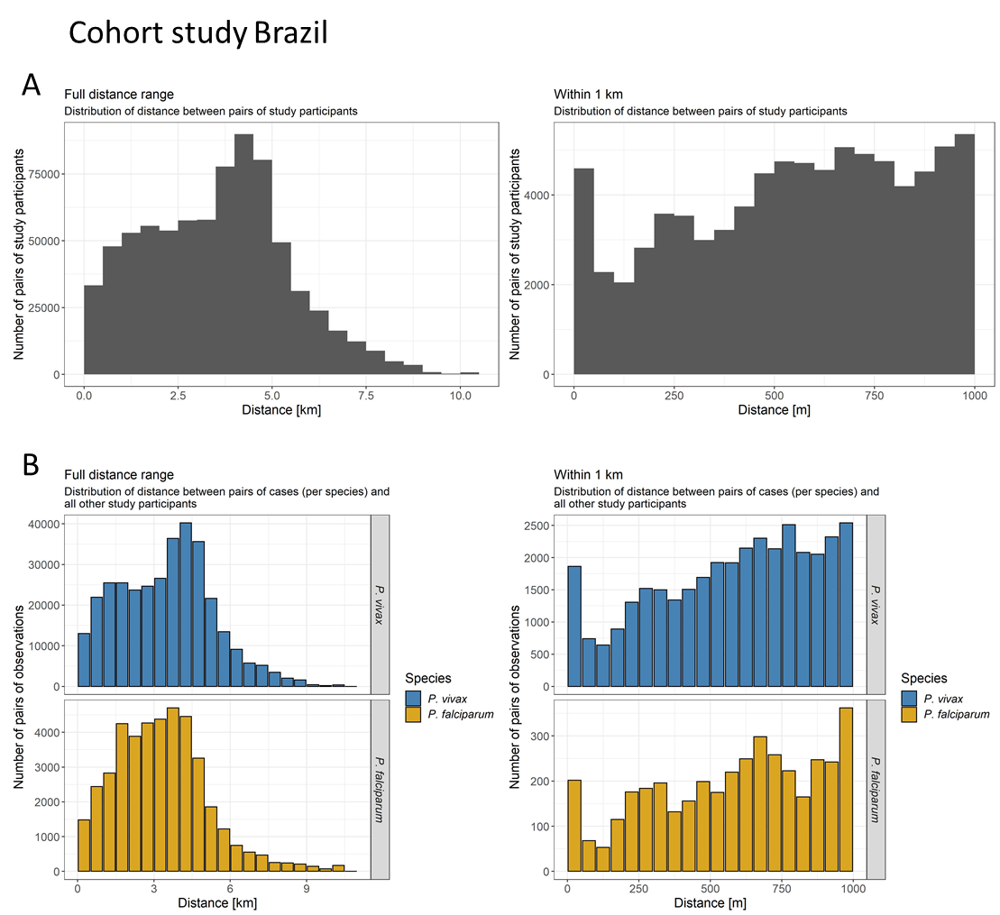 Cohort study Brazil
A
Full distance range
Distribution of distance between pairs of study participants
Number of pairs of study participants
75000
50000
25000
0
0.0
2.5
5.0
7.5
10.0
Distance [km]
Within 1 km
Distribution of distance between pairs of study participants
Number of pairs of study participants
4000
2000
0
0
250
500
750
1000
Distance [m]
B
Full distance range
Distribution of distance between pairs of cases (per species) and
all other study participants
Number of pairs of observations
40000
30000
20000
10000
0
P. vivax
4000
3000
2000
1000
0
P. falciparum
0
3
6
9
Distance [km]
Species
P. vivax
P. falciparum
Within 1 km
Distribution of distance between pairs of cases (per species) and
all other study participants
Number of pairs of observations
2500
2000
1500
1000
500
0
P. vivax
300
200
100
0
P. falciparum
0
250
500
750
1000
Distance [m]
Species
P. vivax
P. falciparum